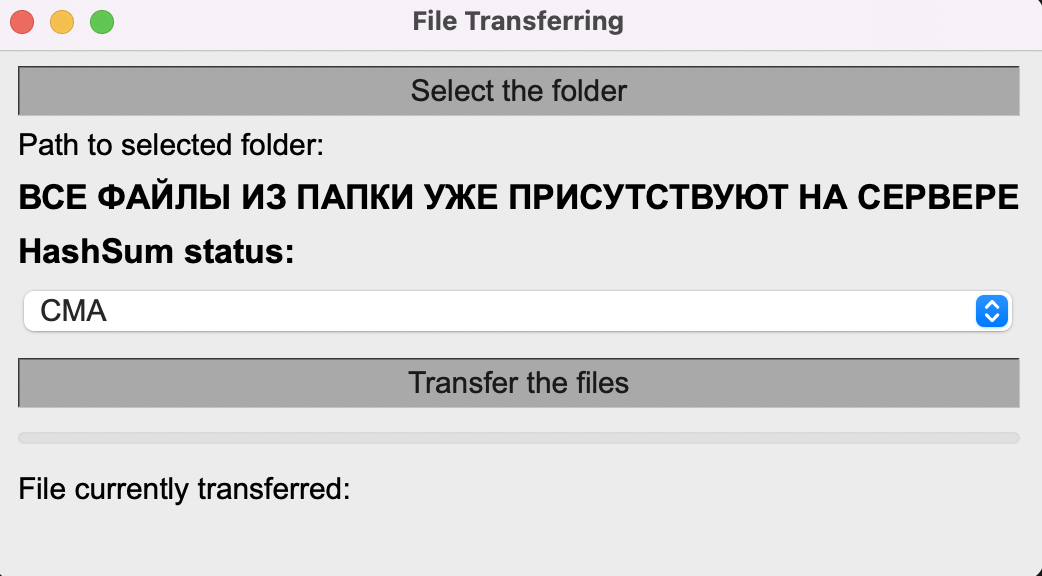 File Transferring
Select the folder
Path to selected folder:
ВСЕ ФАЙЛЫ ИЗ ПАПКИ УЖЕ ПРИСУТСТВУЮТ НА СЕРВЕРЕ
HashSum status:
CMA
Transfer the files
File currently transferred: